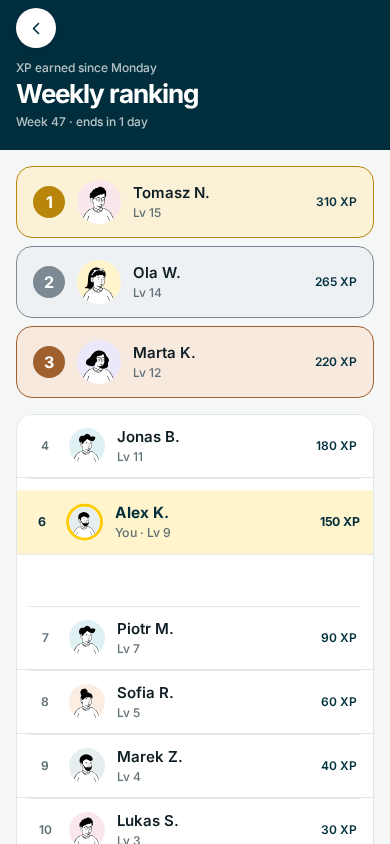 XP earned since Monday
Weekly ranking
Week 47 · ends in 1 day
1 Tomasz N. 310 XP
Lv 15
2 Ola W. 265 XP
Lv 14
3 Marta K. 220 XP
Lv 12
4 Jonas B. 180 XP
Lv 11
6 Alex K. 150 XP
You · Lv 9
7 Piotr M. 90 XP
Lv 7
8 Sofia R. 60 XP
Lv 5
9 Marek Z. 40 XP
Lv 4
10 Lukas S. 30 XP
Lv 3